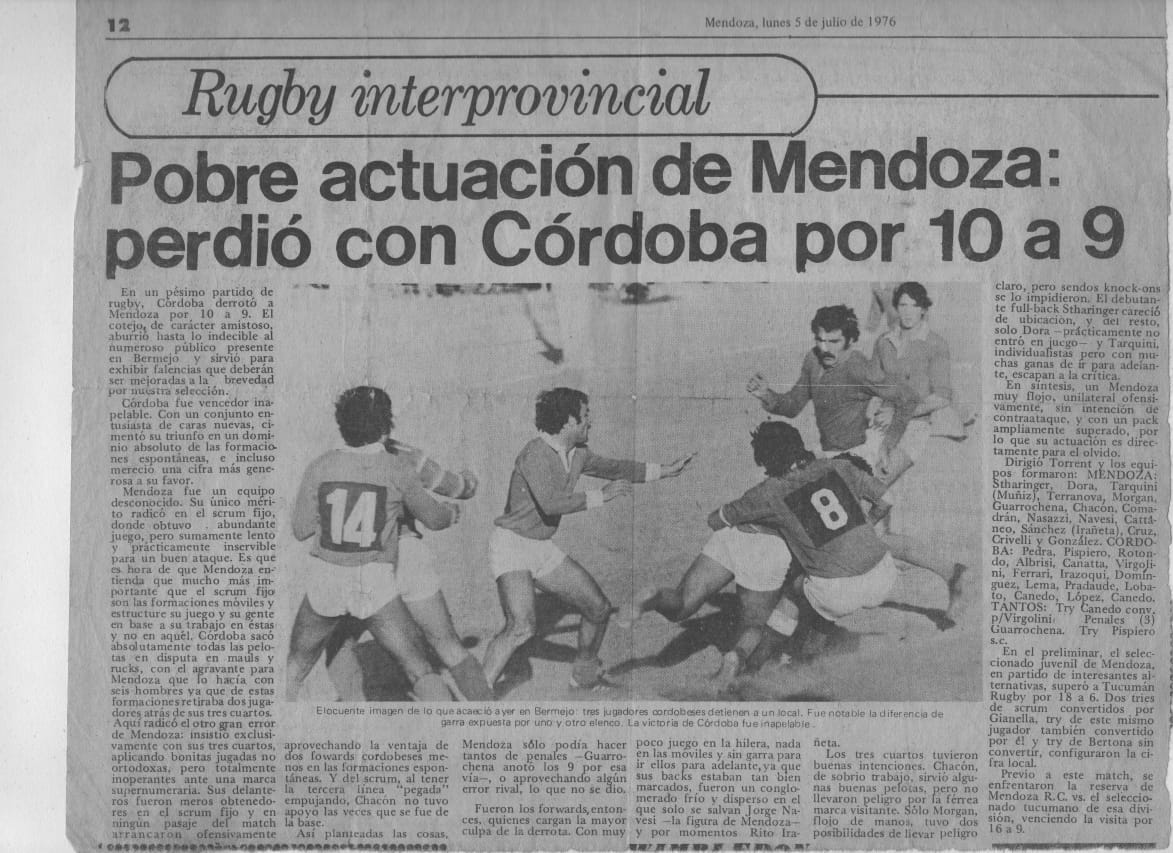 12
Mendoza, lunes 5 de julio de 1976
Rugby interprovincial
Pobre actuación de Mendoza:
perdió con Córdoba por 10 a 9
En un pésimo partido de
rugby, Córdoba derrotó a
Mendoza por 10 a 9. El
cotejo, de carácter amistoso,
aburrió hasta lo indecible al
numeroso público presente
en Bermejo y sirvió para
exhibir falencias que deberán
ser mejoradas a la brevedad
por nuestra selección.
Córdoba fue vencedor ina-
pelable. Con un conjunto en-
tusiasta de caras nuevas, ci-
mentó su triunfo en un domi-
nio absoluto de las formacio-
nes espontáneas, e incluso
mereció una cifra más gene-
rosa a su favor.
Mendoza fue un equipo
desconocido. Su único méri-
to radicó en el scrum fijo,
donde obtuvo abundante
juego, pero sumamente lento
y prácticamente inservible
para un buen ataque. Es que
es hora de que Mendoza en-
tienda que mucho más im-
portante que el scrum fijo
son las formaciones móviles y
estructure su juego y su gente
en base a su trabajo en éstas
y no en aquél. Córdoba sacó
absolutamente todas las pelo-
tas en disputa en mauls y
rucks, con el agravante para
Mendoza que lo hacía con
seis hombres ya que de estas
formaciones retiraba dos juga-
dores atrás de sus tres cuartos.
Aquí radicó el otro gran error
de Mendoza: insistió exclusi-
vamente con sus tres cuartos,
aplicando bonitas jugadas no
ortodoxas, pero totalmente
inoperantes ante una marca
supernumeraria. Sus delante-
ros fueron meros obtenedo-
res en el scrum fijo y en
ningún pasaje del match
arrancaron ofensivamente
14
8
Elocuente imagen de lo que acaeció ayer en Bermejo: tres jugadores cordobeses detienen a un local. Fue notable la diferencia de
garra expuesta por uno y otro elenco. La victoria de Córdoba fue inapelable.
aprovechando la ventaja de
dos fowards cordobeses me-
nos en las formaciones espon-
táneas. Y del scrum, al tener
la tercera línea "pegada"
empujando, Chacón no tuvo
apoyo las veces que se fue de
la base.
Así planteadas las cosas,
Mendoza sólo podía hacer
tantos de penales —Guarro-
chena anotó los 9 por esa
vía—, o aprovechando algún
error rival, lo que no se dio.
Fueron los forwards, enton-
ces, quienes cargan la mayor
culpa de la derrota. Con muy
poco juego en la hilera, nada
en las móviles y sin garra para
ir ellos para adelante, ya que
sus backs estaban tan bien
marcados, fueron un conglo-
merado frío y disperso en el
que solo se salvan Jorge Na-
vesi —la figura de Mendoza—
y por momentos Rito Ira-
ñeta.
Los tres cuartos tuvieron
buenas intenciones. Chacón,
de sobrio trabajo, sirvió algu-
nas buenas pelotas, pero no
llevaron peligro por la férrea
marca visitante. Sólo Morgan,
flojo de manos, tuvo dos
posibilidades de llevar peligro
claro, pero sendos knock-ons
se lo impidieron. El debutan-
te full-back Stharinger careció
de ubicación, y del resto,
solo Dora —prácticamente no
entró en juego— y Tarquini,
individualistas pero con mu-
chas ganas de ir para adelan-
te, escapan a la crítica.
En síntesis, un Mendoza
muy flojo, unilateral ofensi-
vamente, sin intención de
contraataque, y con un pack
ampliamente superado, por
lo que su actuación es direc-
tamente para el olvido.
Dirigió Torrent y los equi-
pos formaron: MENDOZA:
Stharinger, Dora, Tarquini
(Muñiz), Terranova, Morgan,
Guarrochena, Chacón, Coma-
drán, Nasazzi, Navesi, Cattá-
neo, Sánchez (Irañeta), Cruz,
Crivelli y González. CORDO-
BA: Pedra, Pispiero, Roton-
do, Albrisi, Canatta, Virgoli-
ni, Ferrari, Irazoqui, Domín-
guez, Lema, Pradaude, Loba-
to, Canedo, López, Canedo.
TANTOS: Try Canedo conv.
p/Virgolini. Penales (3)
Guarrochena. Try Pispiero
s.c.
En el preliminar, el selec-
cionado juvenil de Mendoza,
en partido de interesantes al-
ternativas, superó a Tucumán
Rugby por 18 a 6. Dos tries
de scrum convertidos por
Gianella, try de este mismo
jugador también convertido
por él y try de Bertona sin
convertir, configuraron la ci-
fra local.
Previo a este match, se
enfrentaron la reserva de
Mendoza R.C. vs. el seleccio-
nado tucumano de esa divi-
sión, venciendo la visita por
16 a 9.